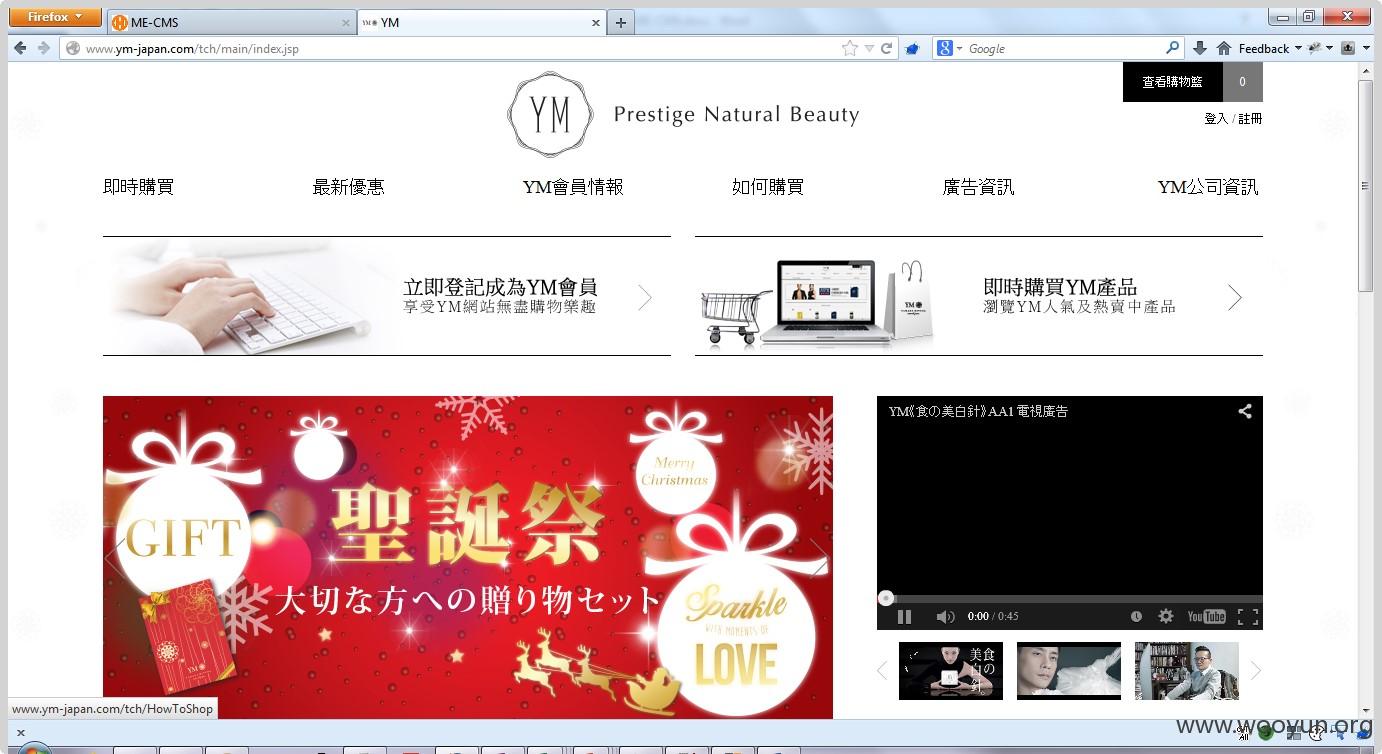 Firefox
ME-CMS
YM
www.ym-japan.com/tch/main/index.jsp
Google
Feedback
YM
Prestige Natural Beauty
查看購物籃 0
登入 / 註冊
即時購買
最新優惠
YM會員情報
如何購買
廣告資訊
YM公司資訊
立即登記成為YM會員
享受YM網站無盡購物樂趣
即時購買YM產品
瀏覽YM人氣及熱賣中產品
GIFT
聖誕祭
大切な方への贈り物セット
Merry
Christmas
Sparkle
WITH MOMENTS OF
LOVE
YM
YM《食の美白針》AA1 電視廣告
0:00 / 0:45
YouTube
美食
白の
針。
www.ym-japan.com/tch/HowToShop
www.wooyun.org